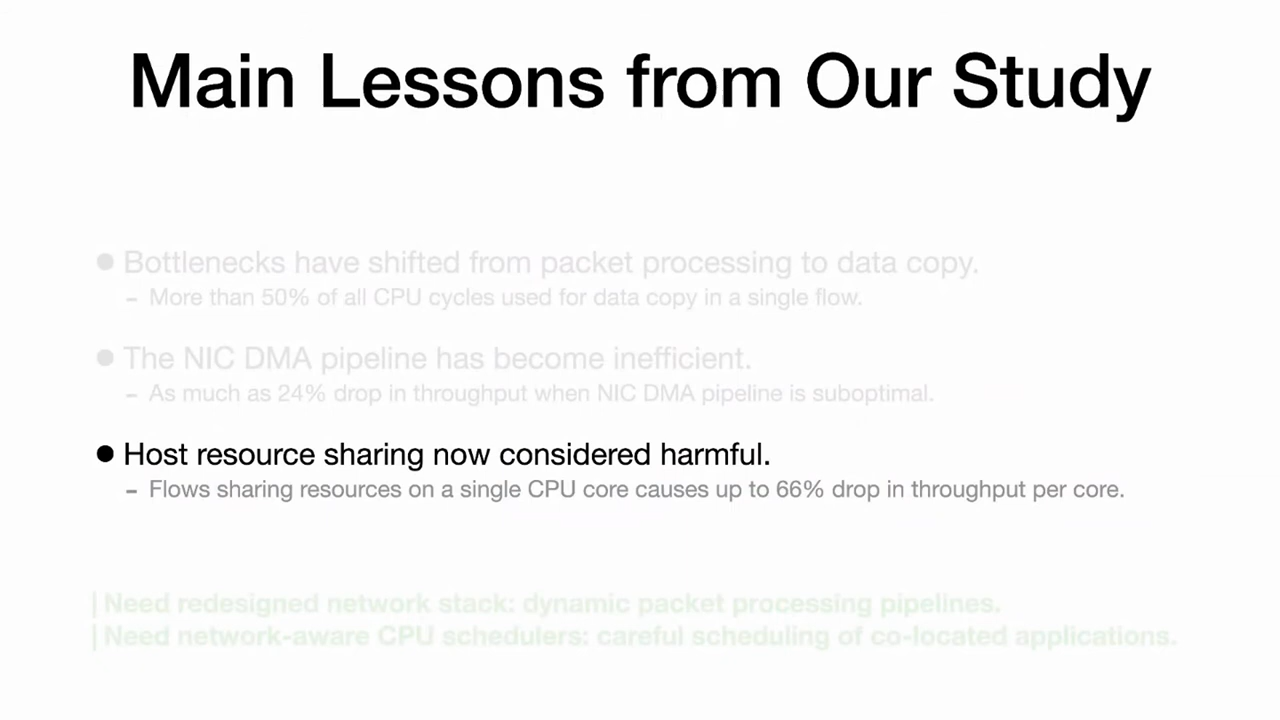 Main Lessons from Our Study
● Bottlenecks have shifted from packet processing to data copy.
– More than 50% of all CPU cycles used for data copy in a single flow.
● The NIC DMA pipeline has become inefficient.
– As much as 24% drop in throughput when NIC DMA pipeline is suboptimal.
● Host resource sharing now considered harmful.
– Flows sharing resources on a single CPU core causes up to 66% drop in throughput per core.
| Need redesigned network stack: dynamic packet processing pipelines.
| Need network-aware CPU schedulers: careful scheduling of co-located applications.